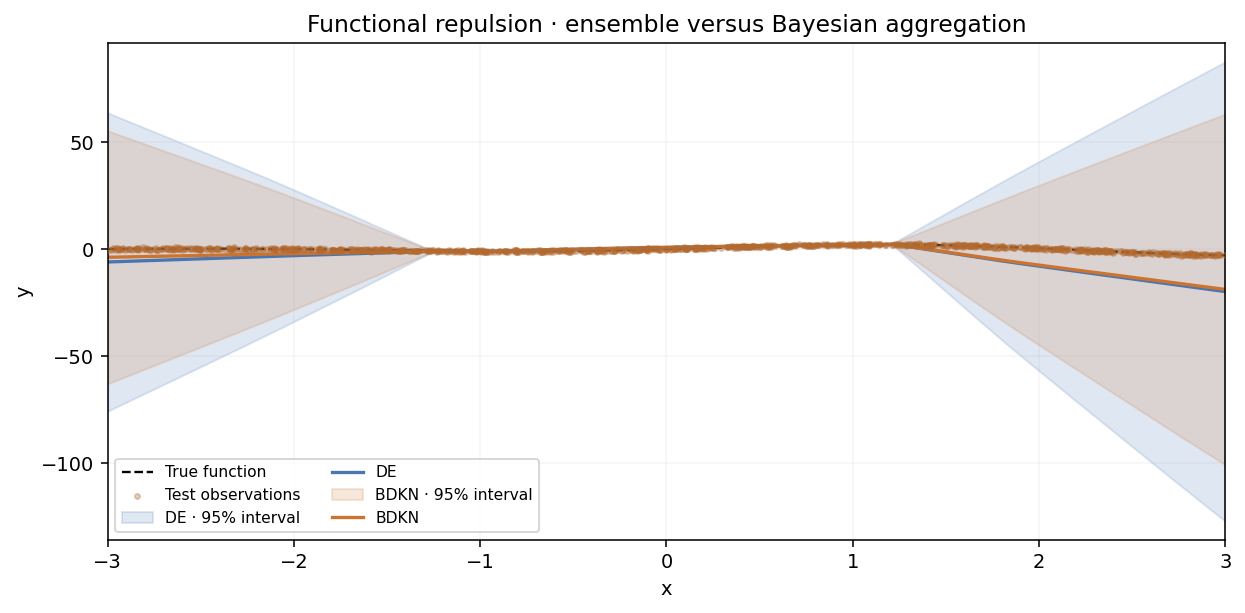 Functional repulsion · ensemble versus Bayesian aggregation
y
50
0
−50
−100
True function
Test observations
DE · 95% interval
DE
BDKN · 95% interval
BDKN
−3
−2
−1
0
1
2
3
x